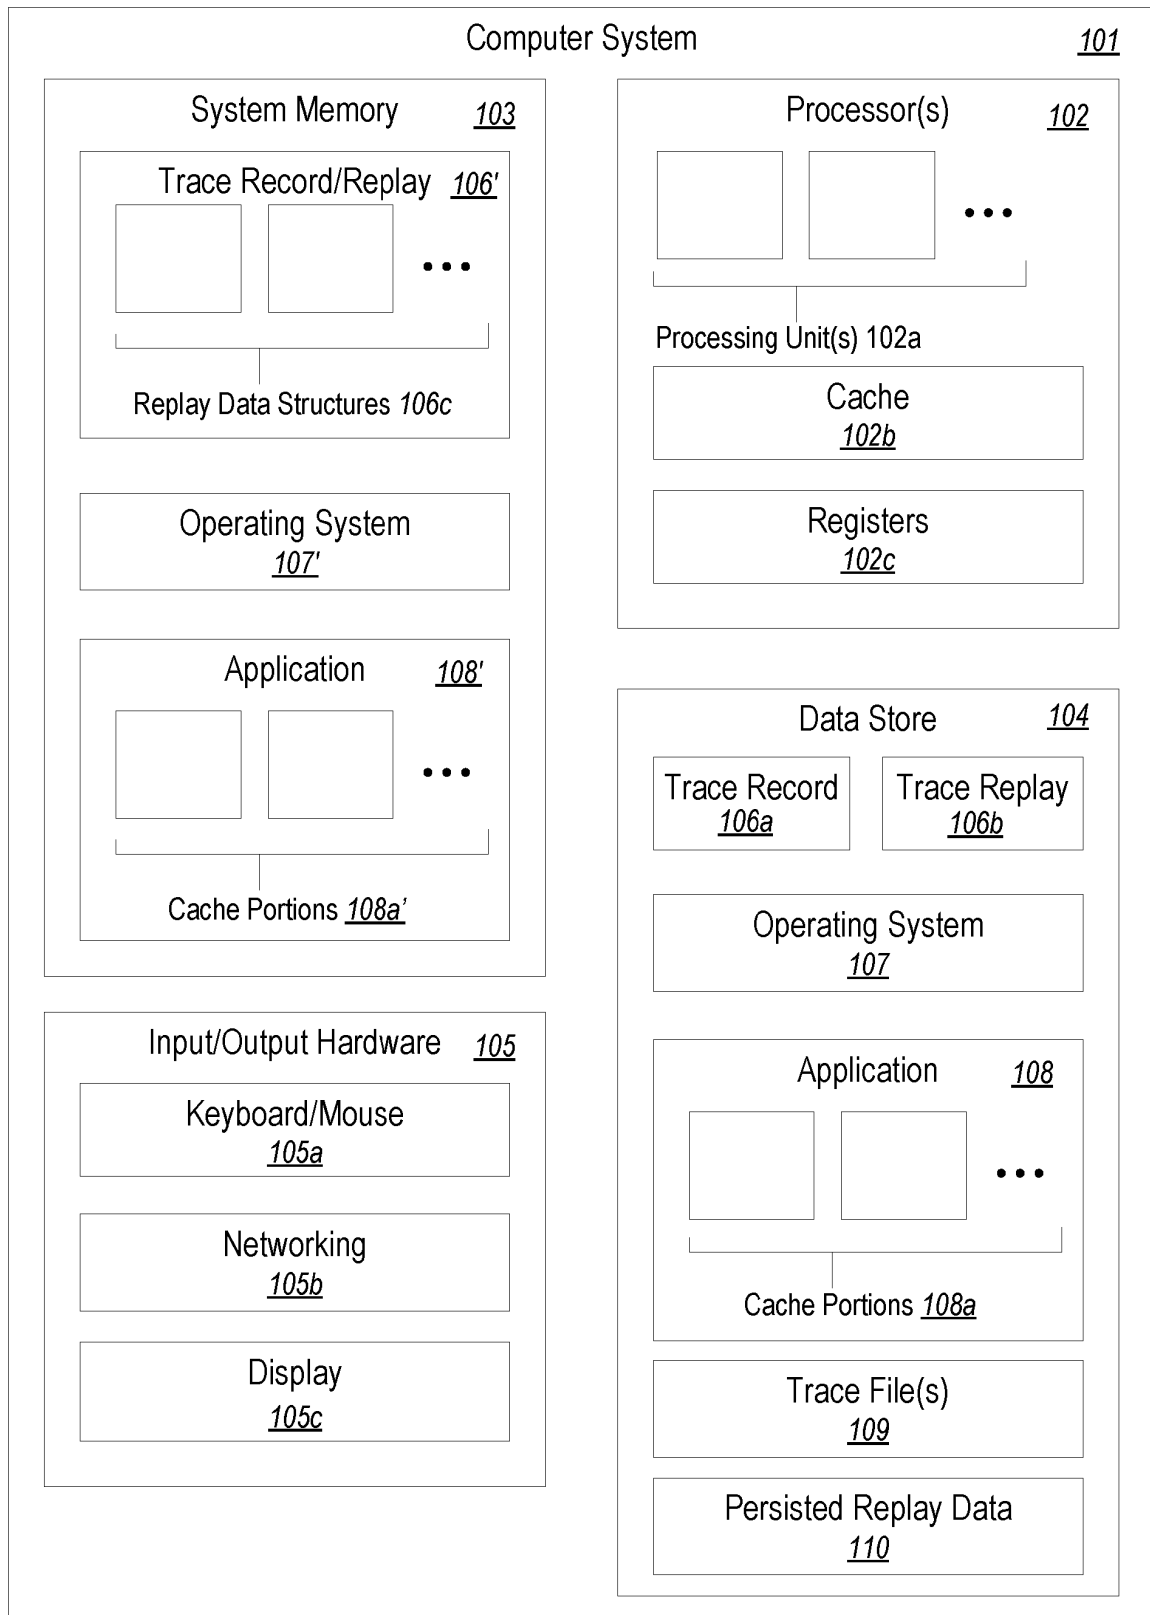 Computer System 101
System Memory 103
Trace Record/Replay 106'
Replay Data Structures 106c
Operating System
107'
Application 108'
Cache Portions 108a’
Input/Output Hardware 105
Keyboard/Mouse
105a
Networking
105b
Display
105c
Processor(s) 102
Processing Unit(s) 102a
Cache
102b
Registers
102c
Data Store 104
Trace Record
106a
Trace Replay
106b
Operating System
107
Application 108
Cache Portions 108a
Trace File(s)
109
Persisted Replay Data
110